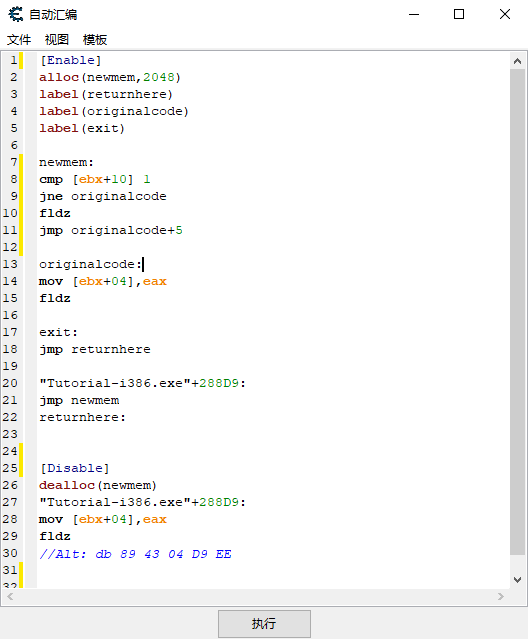 自动汇编
文件 视图 模板
1 [Enable]
2 alloc(newmem,2048)
3 label(returnhere)
4 label(originalcode)
5 label(exit)
6
7 newmem:
8 cmp [ebx+10] 1
9 jne originalcode
10 fldz
11 jmp originalcode+5
12
13 originalcode:
14 mov [ebx+04],eax
15 fldz
16
17 exit:
18 jmp returnhere
19
20 "Tutorial-i386.exe"+288D9:
21 jmp newmem
22 returnhere:
23
24
25 [Disable]
26 dealloc(newmem)
27 "Tutorial-i386.exe"+288D9:
28 mov [ebx+04],eax
29 fldz
30 //Alt: db 89 43 04 D9 EE
31
32
执行